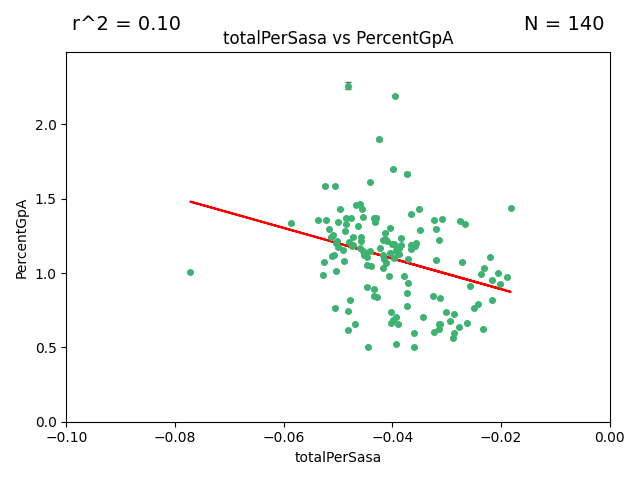 r^2 = 0.10
N = 140
totalPerSasa vs PercentGpA
PercentGpA
2.0
1.5
1.0
0.5
0.0
−0.10
−0.08
−0.06
−0.04
−0.02
0.00
totalPerSasa